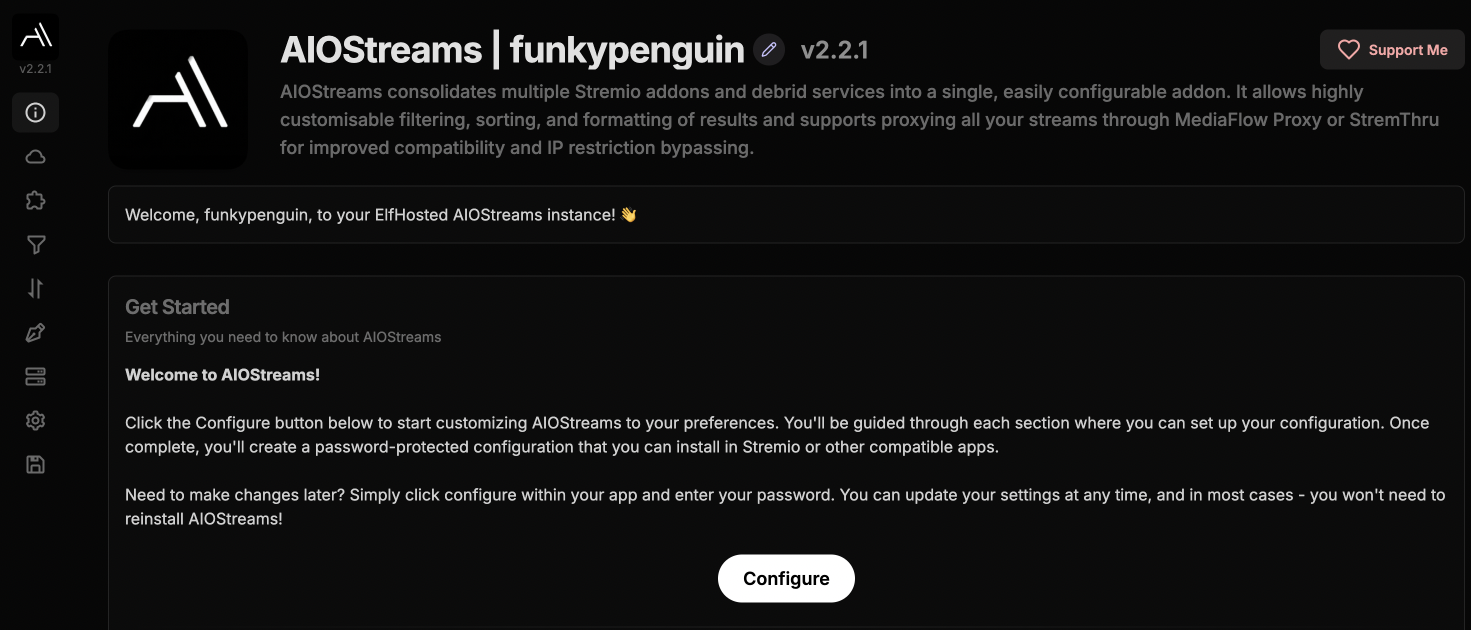 v2.2.1
AIOStreams | funkypenguin
v2.2.1
Support Me
AIOStreams consolidates multiple Stremio addons and debrid services into a single, easily configurable addon. It allows highly
customisable filtering, sorting, and formatting of results and supports proxying all your streams through MediaFlow Proxy or StremThru
for improved compatibility and IP restriction bypassing.
Welcome, funkypenguin, to your ElfHosted AIOStreams instance! 👋
Get Started
Everything you need to know about AIOStreams
Welcome to AIOStreams!
Click the Configure button below to start customizing AIOStreams to your preferences. You'll be guided through each section where you can set up your configuration. Once
complete, you'll create a password-protected configuration that you can install in Stremio or other compatible apps.
Need to make changes later? Simply click configure within your app and enter your password. You can update your settings at any time, and in most cases - you won't need to
reinstall AIOStreams!
Configure